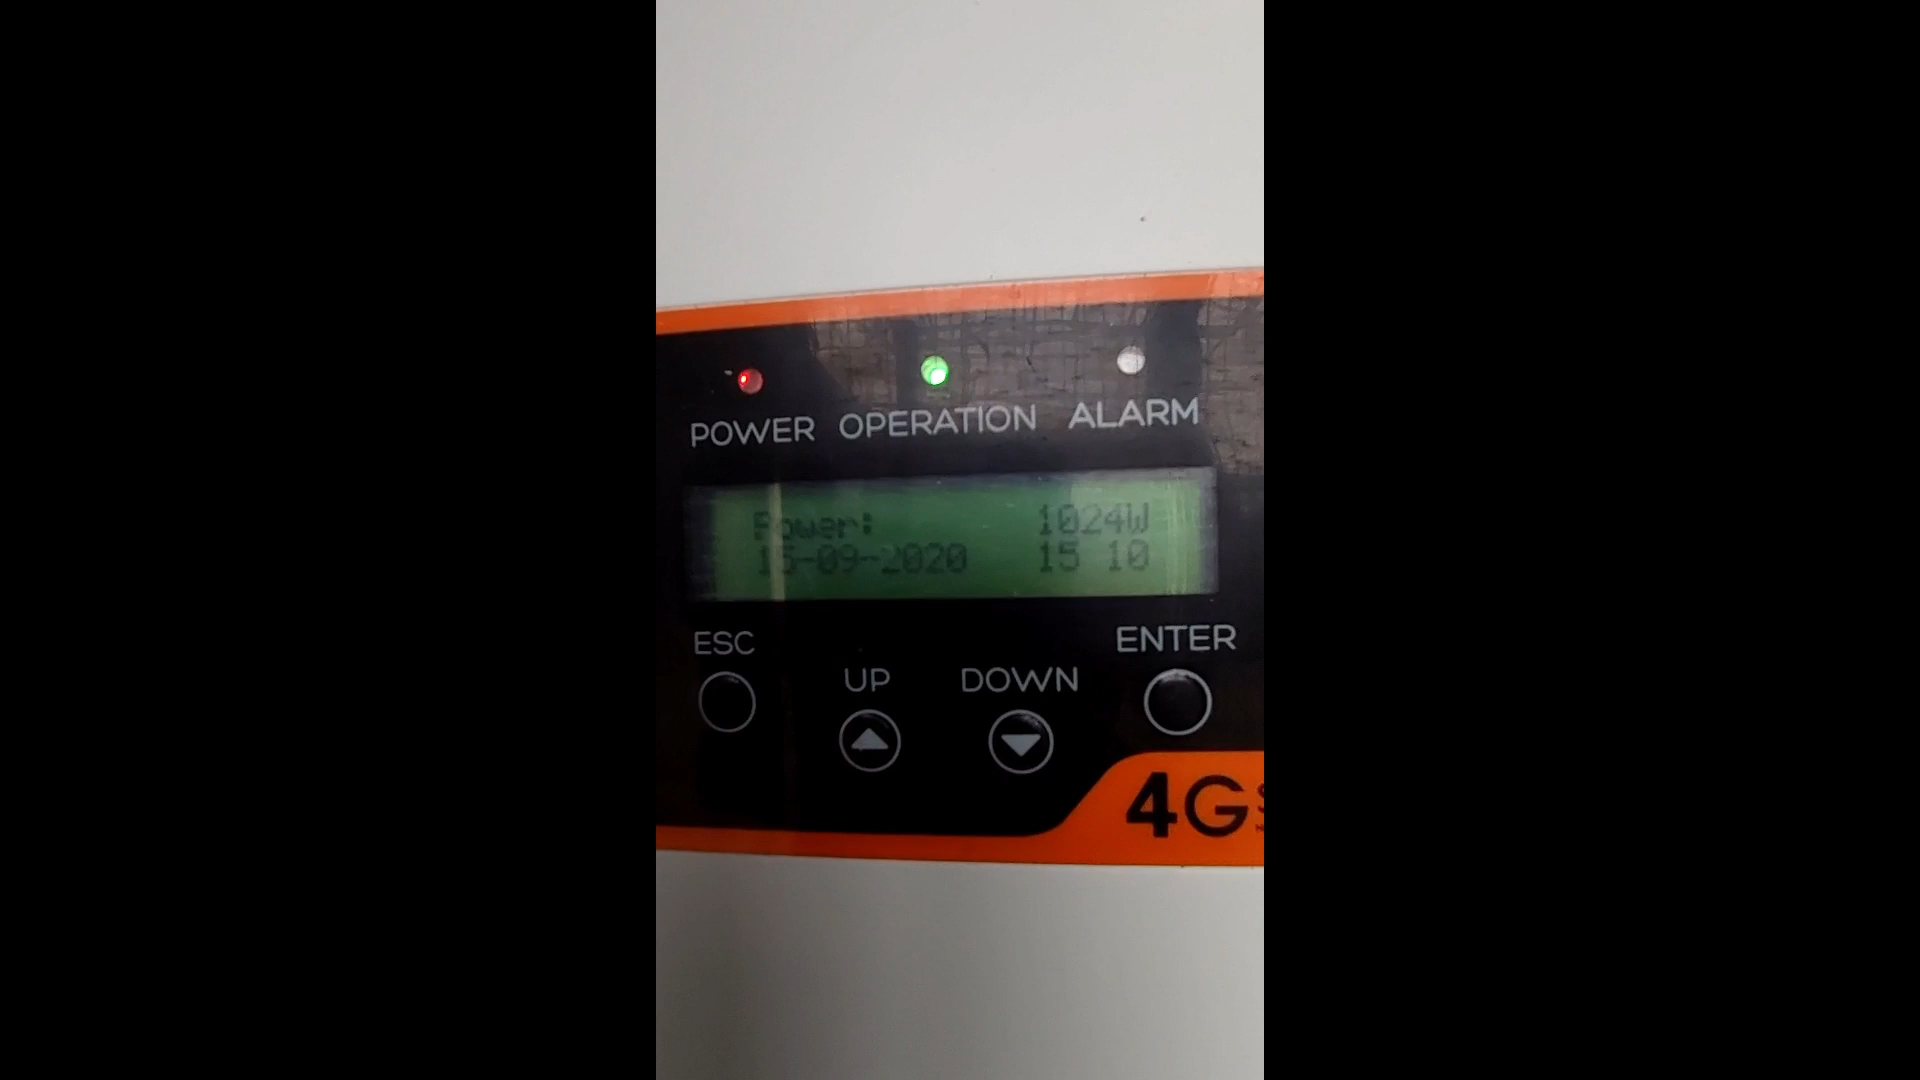 POWER OPERATION ALARM
Power: 1024W
15-09-2020 15 10
ESC
ENTER
UP
DOWN
4G